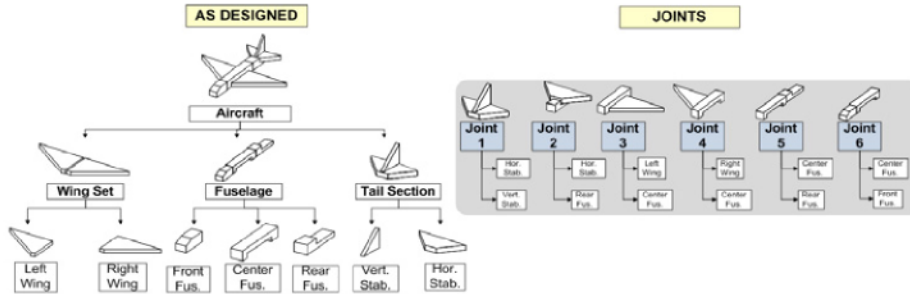 AS DESIGNED
JOINTS
Aircraft
Wing Set
Fuselage
Tail Section
Left
Wing
Right
Wing
Front
Fus.
Center
Fus.
Rear
Fus.
Vert.
Stab.
Hor.
Stab.
Joint
1
Hor.
Stab.
Vert.
Stab.
Joint
2
Hor.
Stab.
Rear
Fus.
Joint
3
Left
Wing
Center
Fus.
Joint
4
Right
Wing
Center
Fus.
Joint
5
Center
Fus.
Rear
Fus.
Joint
6
Center
Fus.
Front
Fus.